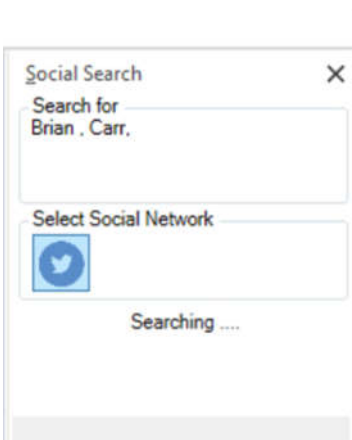 Social Search
Search for
Brian , Carr,
Select Social Network
Searching ....